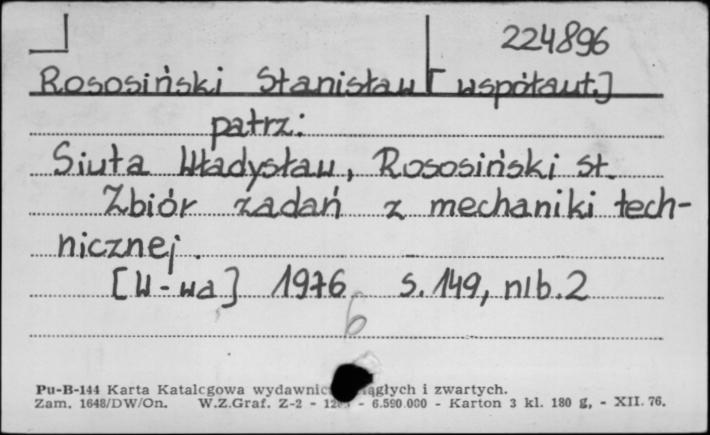 224896
Rososiński Stanisław [współaut.]
patrz:
Siuta Władysław, Rososiński St.
Zbiór zadań z mechaniki tech-
nicznej.
[W-wa] 1976 s. 149, nlb. 2
6
Pu-B-144 Karta Katalogowa wydawnic ągłych i zwartych.
Zam. 1648/DW/On. W.Z.Graf. Z-2 - - 6.590.000 - Karton 3 kl. 180 g, - XII. 76.